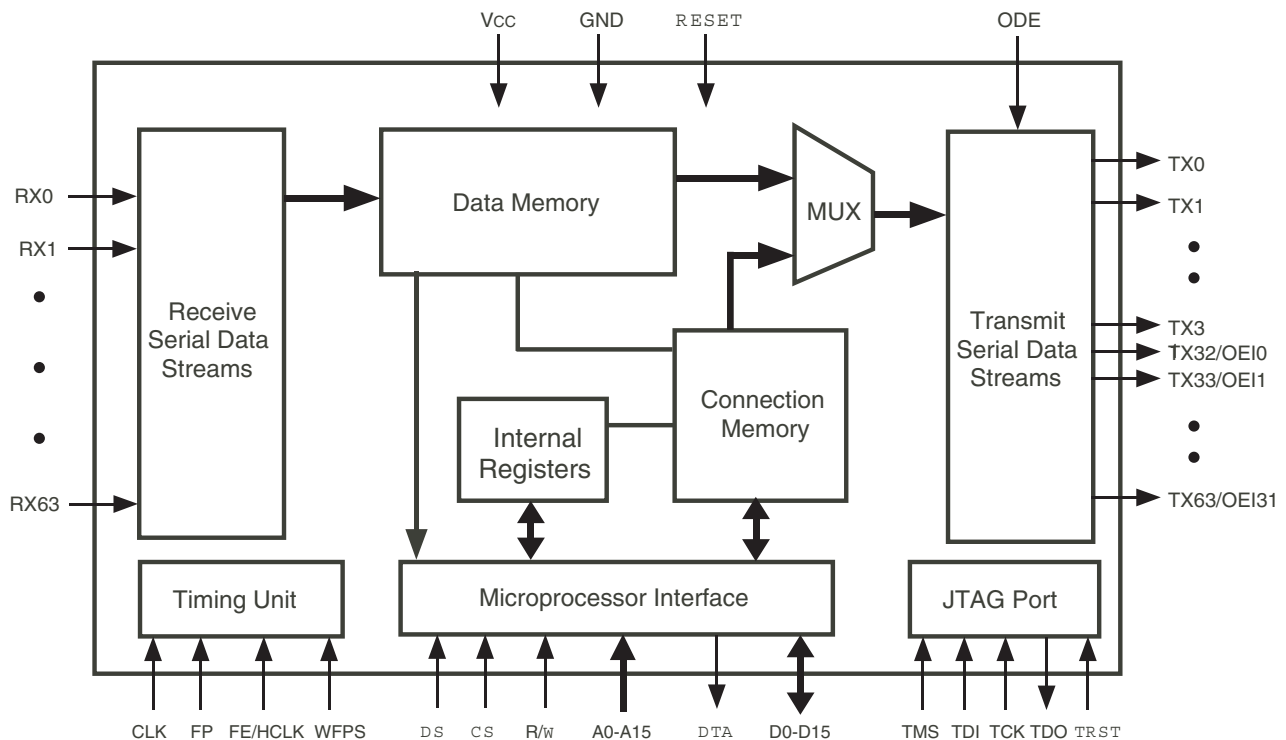 Vcc GND RESET ODE
RX0
RX1
RX63
Receive
Serial Data
Streams
Data Memory
MUX
Transmit
Serial Data
Streams
TX0
TX1
TX3
TX32/OEI0
TX33/OEI1
TX63/OEI31
Connection
Memory
Internal
Registers
Timing Unit
Microprocessor Interface
JTAG Port
CLK FP FE/HCLK WFPS DS CS R/W A0-A15 DTA D0-D15 TMS TDI TCK TDO TRST